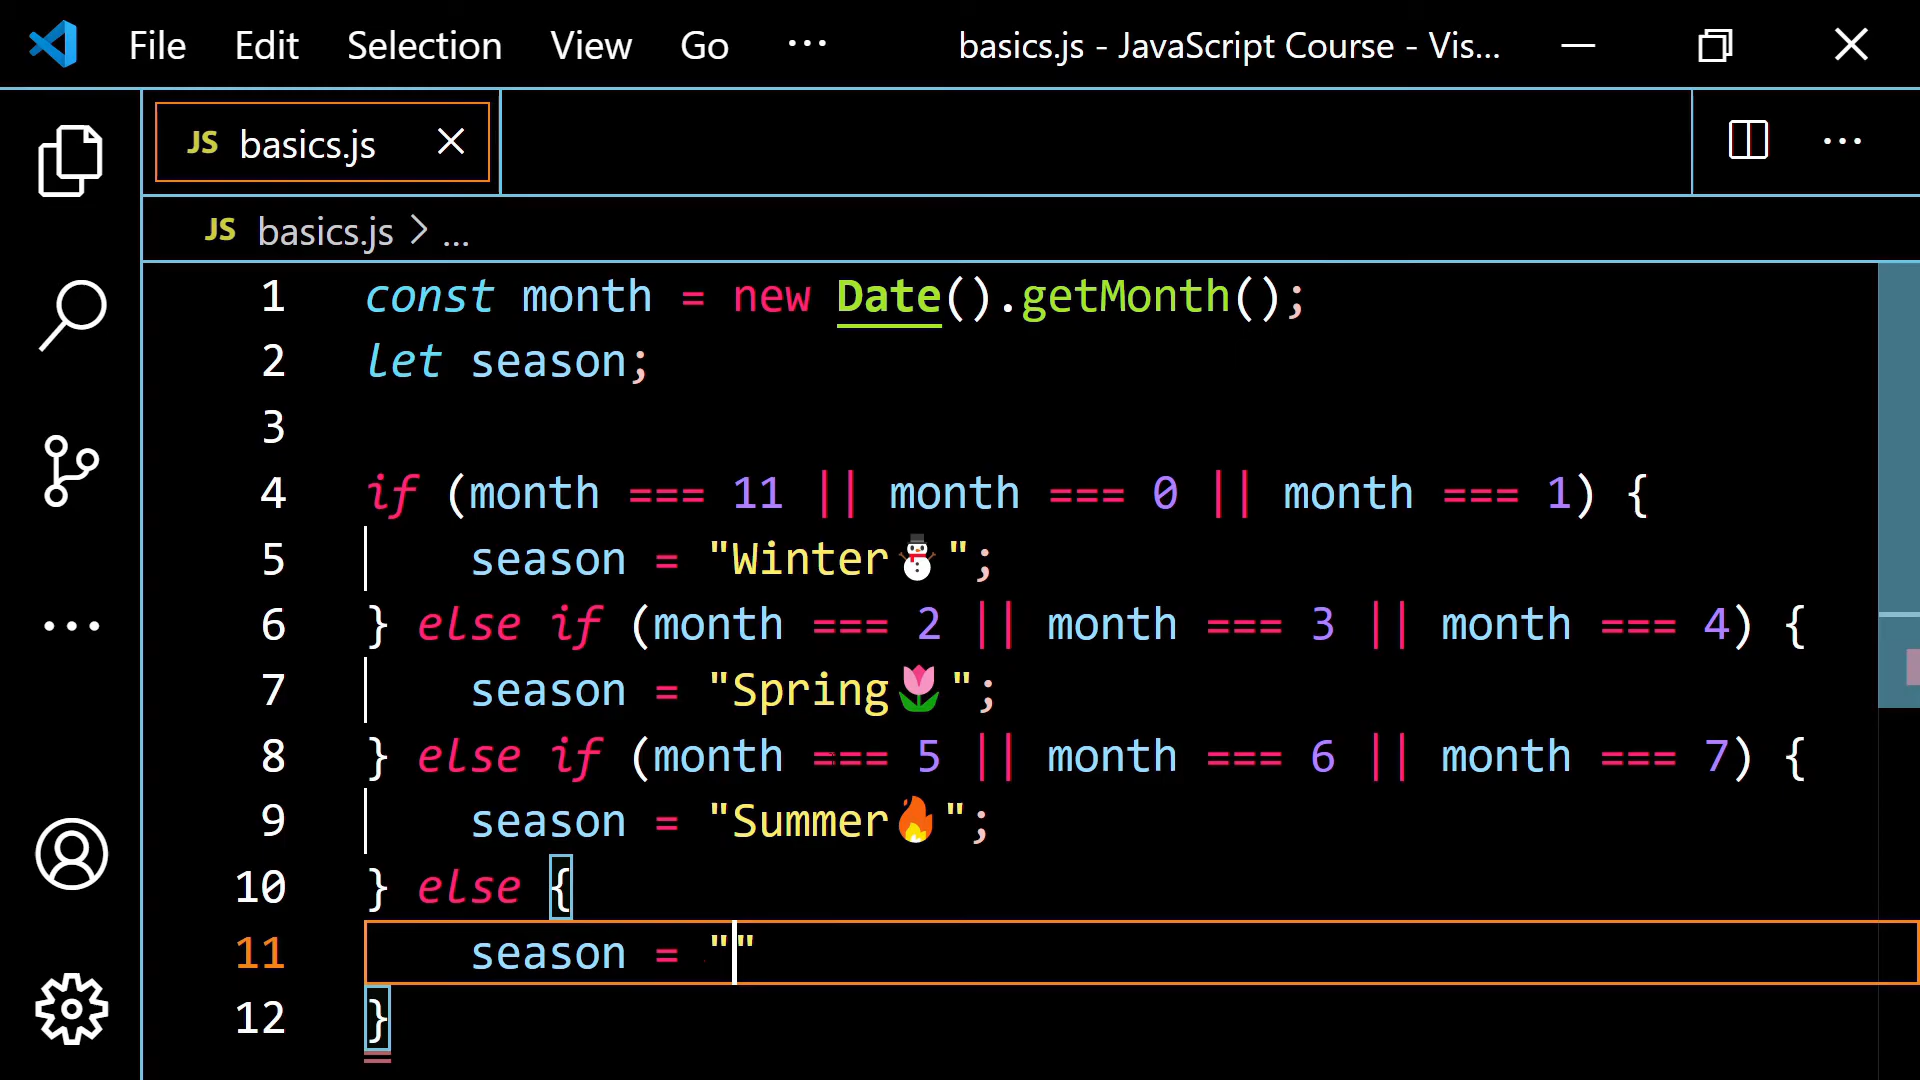 File Edit Selection View Go ··· basics.js - JavaScript Course - Vis...
JS basics.js
JS basics.js > ...
1 const month = new Date().getMonth();
2 let season;
3
4 if (month === 11 || month === 0 || month === 1) {
5 season = "Winter⛄";
6 } else if (month === 2 || month === 3 || month === 4) {
7 season = "Spring🌷";
8 } else if (month === 5 || month === 6 || month === 7) {
9 season = "Summer🔥";
10 } else {
11 season = ""
12 }